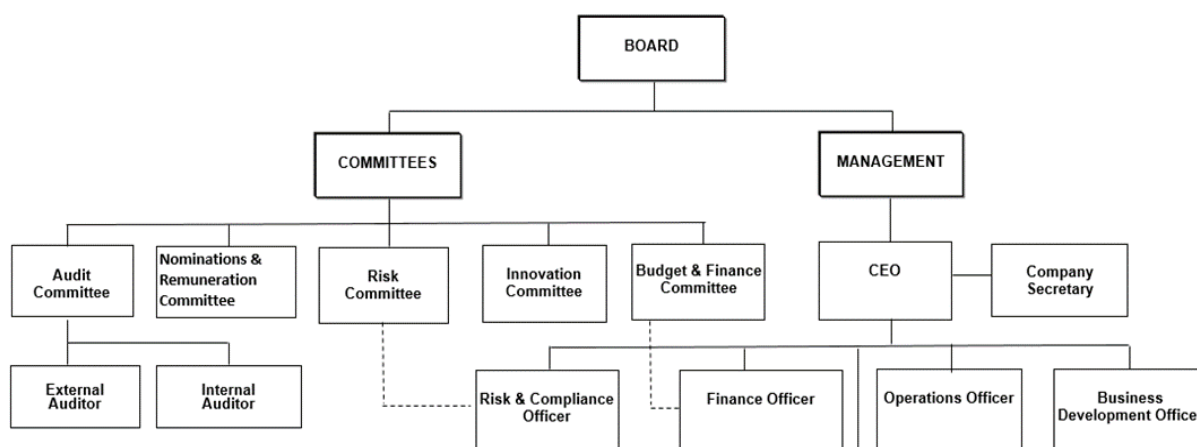 BOARD
COMMITTEES
MANAGEMENT
Audit
Committee
Nominations &
Remuneration
Committee
Risk
Committee
Innovation
Committee
Budget & Finance
Committee
CEO
Company
Secretary
External
Auditor
Internal
Auditor
Risk & Compliance
Officer
Finance Officer
Operations Officer
Business
Development Office